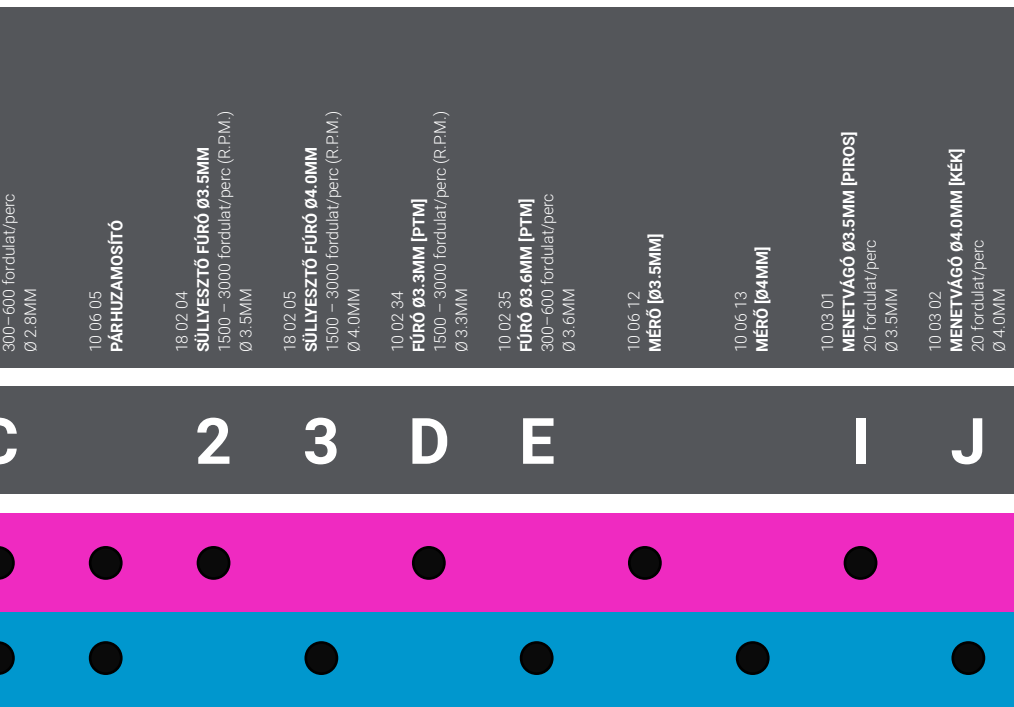 300–600 fordulat/perc
Ø 2.8MM
10 06 05
PÁRHUZAMOSÍTÓ
18 02 04
SÜLLYESZTŐ FÚRÓ Ø3.5MM
1500 – 3000 fordulat/perc (R.P.M.)
Ø 3.5MM
18 02 05
SÜLLYESZTŐ FÚRÓ Ø4.0MM
1500 – 3000 fordulat/perc (R.P.M.)
Ø 4.0MM
10 02 34
FÚRÓ Ø3.3MM [PTM]
1500 – 3000 fordulat/perc (R.P.M.)
Ø 3.3MM
10 02 35
FÚRÓ Ø3.6MM [PTM]
300–600 fordulat/perc
Ø 3.6MM
10 06 12
MÉRŐ [Ø3.5MM]
10 06 13
MÉRŐ [Ø4MM]
10 03 01
MENETVÁGÓ Ø3.5MM [PIROS]
20 fordulat/perc
Ø 3.5MM
10 03 02
MENETVÁGÓ Ø4.0MM [KÉK]
20 fordulat/perc
Ø 4.0MM
C 2 3 D E I J